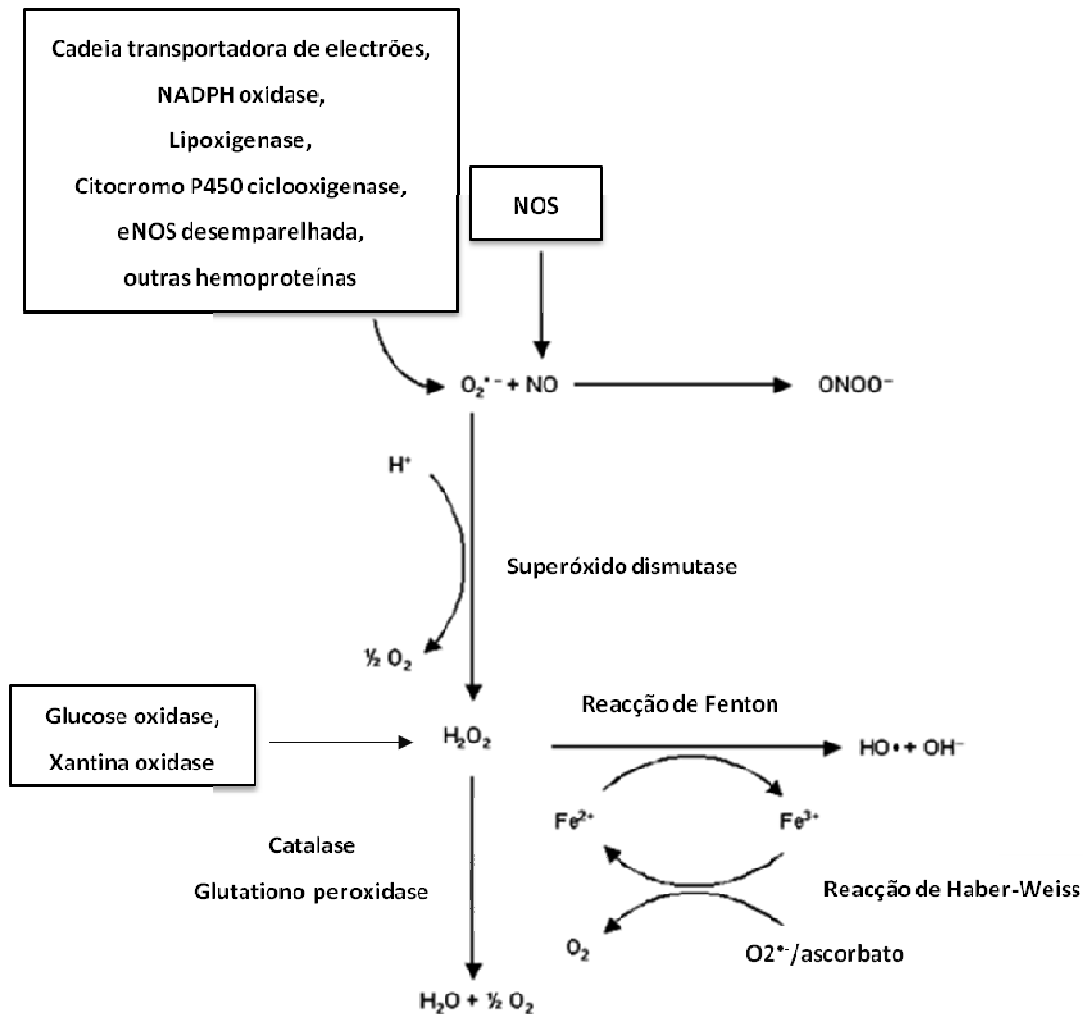 Cadeia transportadora de electrões,
NADPH oxidase,
Lipoxigenase,
Citocromo P450 ciclooxigenase,
eNOS desemparelhada,
outras hemoproteínas
NOS
O₂•⁻ + NO
ONOO⁻
H⁺
Superóxido dismutase
½ O₂
Glucose oxidase,
Xantina oxidase
H₂O₂
Reacção de Fenton
HO• + OH⁻
Fe²⁺
Fe³⁺
Catalase
Glutationo peroxidase
Reacção de Haber-Weiss
O₂
O2•⁻/ascorbato
H₂O + ½ O₂